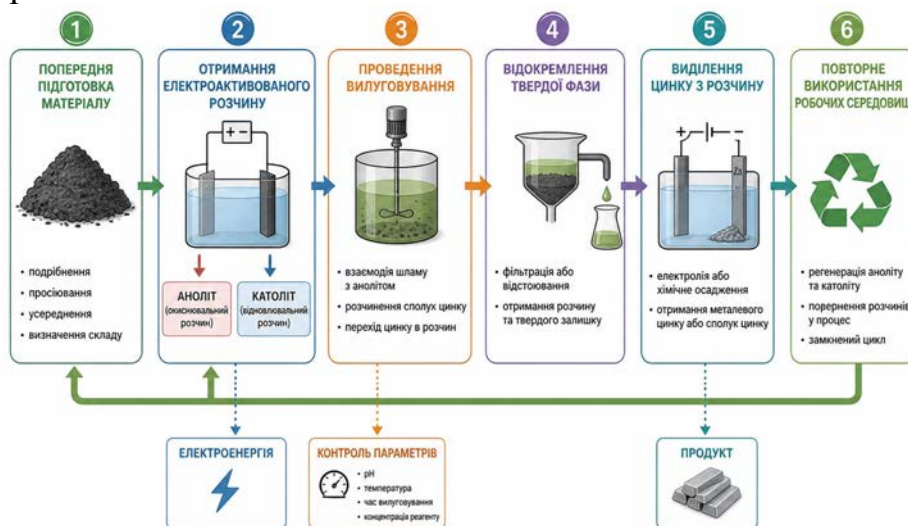 1
ПОПЕРЕДНЯ
ПІДГОТОВКА
МАТЕРІАЛУ
• подрібнення
• просіювання
• усереднення
• визначення складу
2
ОТРИМАННЯ
ЕЛЕКТРОАКТИВОВАНОГО
РОЗЧИНУ
+ −
АНОЛІТ
(окиснювальний
розчин)
КАТОЛІТ
(відновлювальний
розчин)
3
ПРОВЕДЕННЯ
ВИЛУГОВУВАННЯ
• взаємодія шламу
з анолітом
• розчинення сполук цинку
• перехід цинку в розчин
4
ВІДОКРЕМЛЕННЯ
ТВЕРДОЇ ФАЗИ
• фільтрація або
відстоювання
• отримання розчину
та твердого залишку
5
ВИДІЛЕННЯ
ЦИНКУ З РОЗЧИНУ
+ −
Zn
• електролія або
хімічне осадження
• отримання металевого
цинку або сполук цинку
6
ПОВТОРНЕ
ВИКОРИСТАННЯ
РОБОЧИХ СЕРЕДОВИЩ
• регенерація аноліту
та католіту
• повернення розчинів
у процес
• замкнений цикл
ЕЛЕКТРОЕНЕРГІЯ
КОНТРОЛЬ ПАРАМЕТРІВ
• pH
• температура
• час вилуговування
• концентрація реагенту
ПРОДУКТ